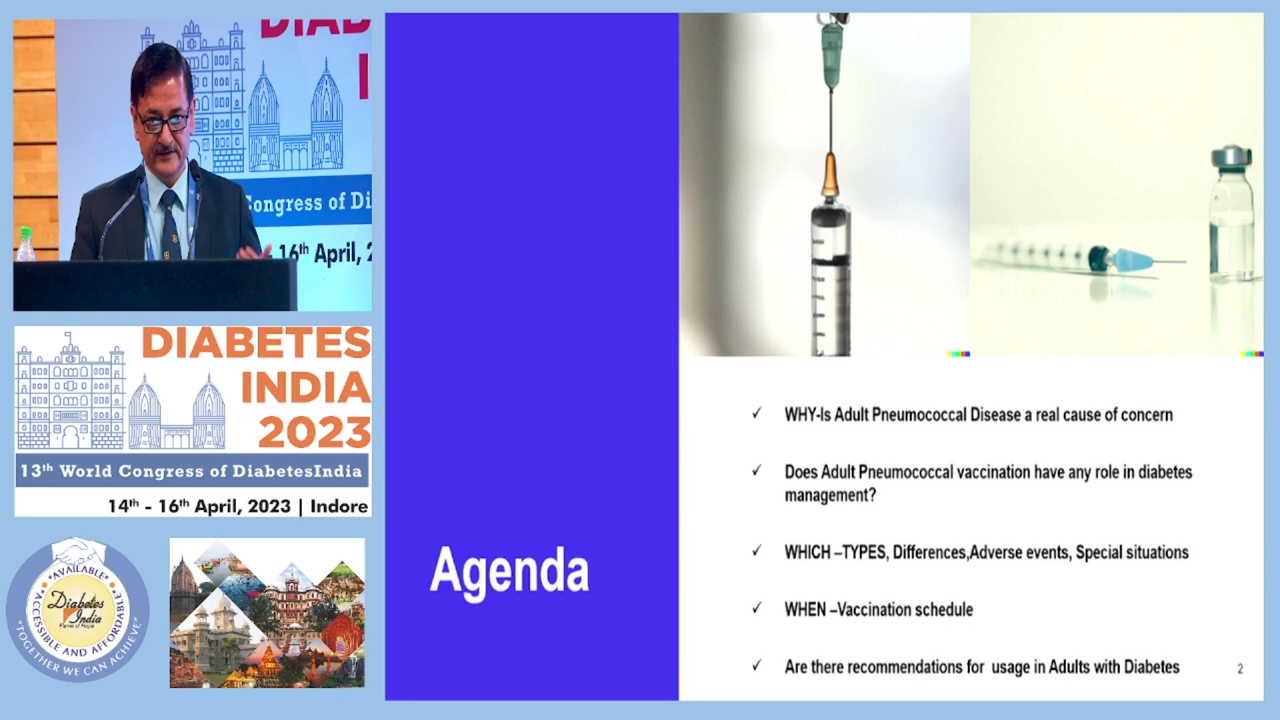 DIAB
I
Congress of Di
16th April, 2
DIABETES
INDIA
2023
13th World Congress of DiabetesIndia
14th - 16th April, 2023 | Indore
"AVAILABLE"
"ACCESSIBLE AND AFFORDABLE"
Diabetes
India
"TOGETHER WE CAN ACHIEVE"
Agenda
✓ WHY-Is Adult Pneumococcal Disease a real cause of concern
✓ Does Adult Pneumococcal vaccination have any role in diabetes
management?
✓ WHICH –TYPES, Differences,Adverse events, Special situations
✓ WHEN –Vaccination schedule
✓ Are there recommendations for usage in Adults with Diabetes
2